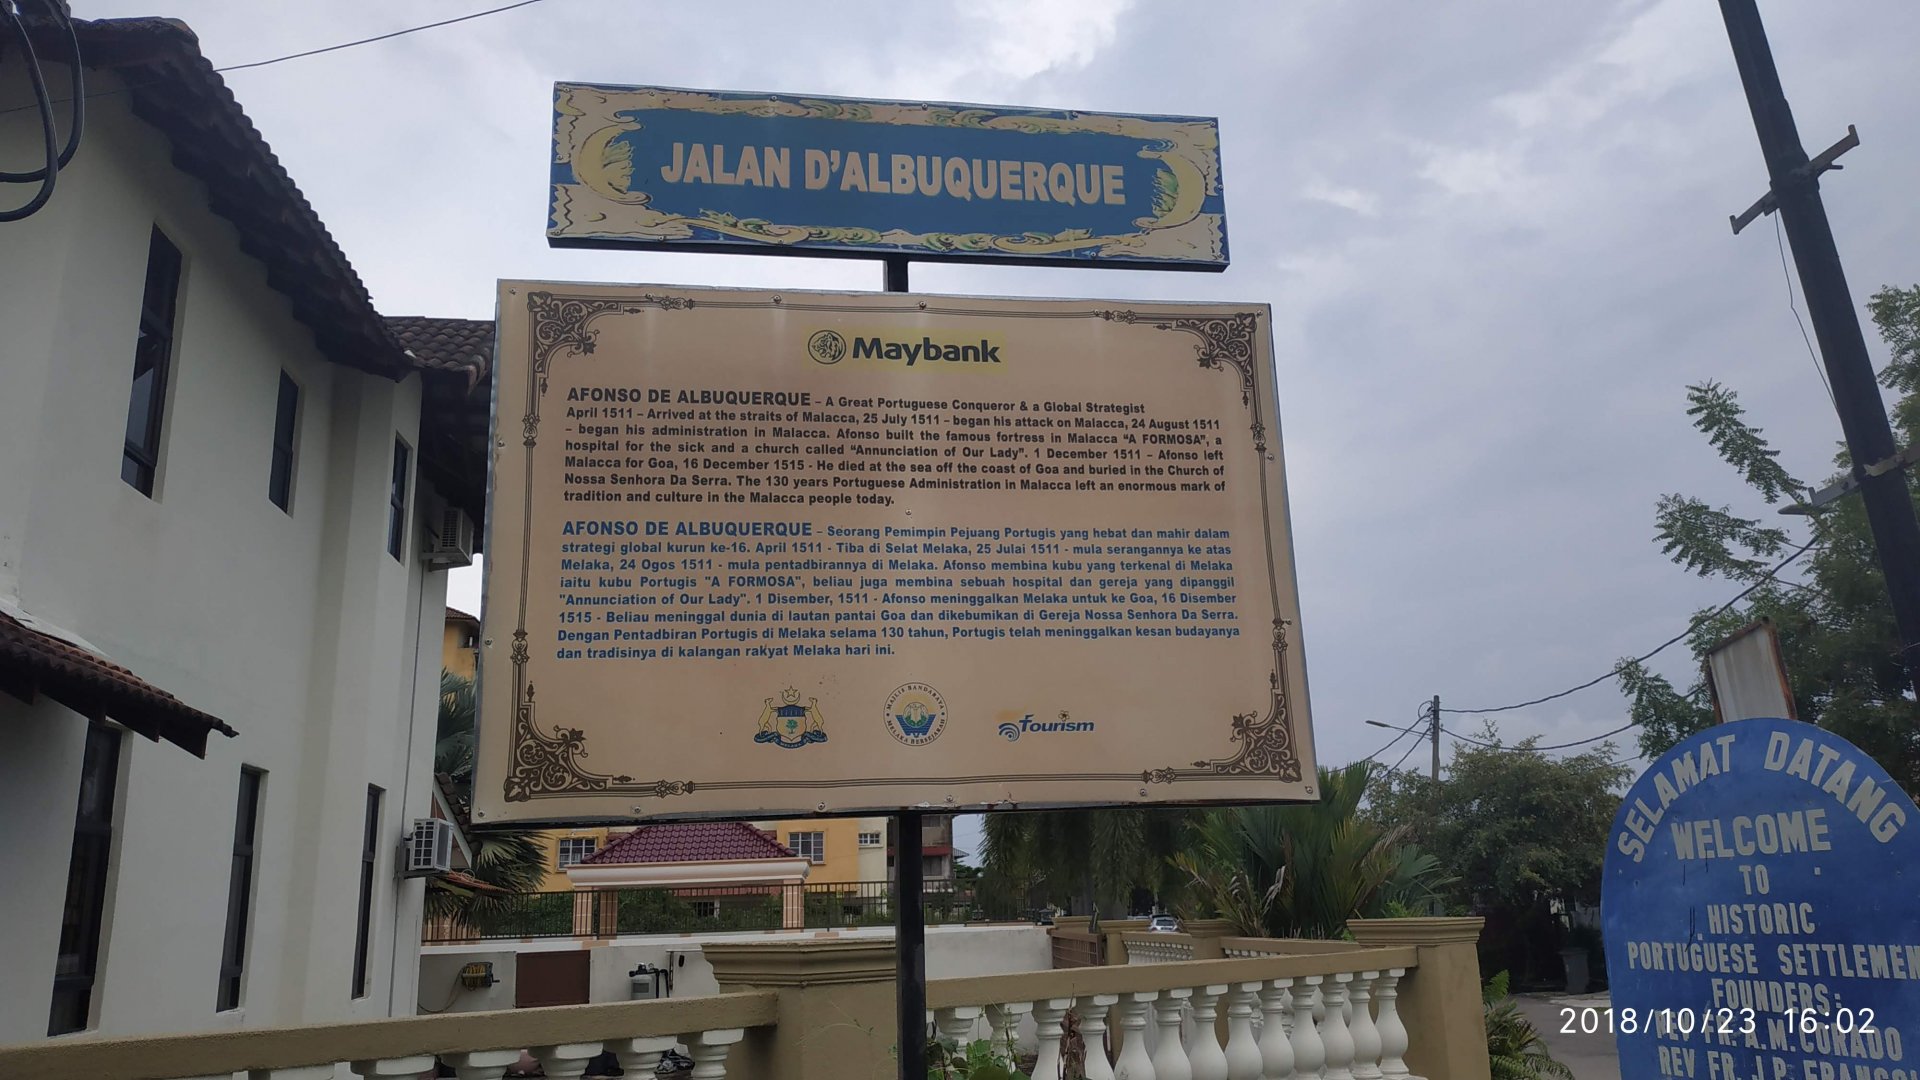 JALAN D'ALBUQUERQUE
Maybank
AFONSO DE ALBUQUERQUE – A Great Portuguese Conqueror & a Global Strategist
April 1511 – Arrived at the straits of Malacca, 25 July 1511 – began his attack on Malacca, 24 August 1511
– began his administration in Malacca. Afonso built the famous fortress in Malacca “A FORMOSA”, a
hospital for the sick and a church called “Annunciation of Our Lady”. 1 December 1511 – Afonso left
Malacca for Goa, 16 December 1515 - He died at the sea off the coast of Goa and buried in the Church of
Nossa Senhora Da Serra. The 130 years Portuguese Administration in Malacca left an enormous mark of
tradition and culture in the Malacca people today.
AFONSO DE ALBUQUERQUE – Seorang Pemimpin Pejuang Portugis yang hebat dan mahir dalam
strategi global kurun ke-16. April 1511 - Tiba di Selat Melaka, 25 Julai 1511 - mula serangannya ke atas
Melaka, 24 Ogos 1511 - mula pentadbirannya di Melaka. Afonso membina kubu yang terkenal di Melaka
iaitu kubu Portugis "A FORMOSA", beliau juga membina sebuah hospital dan gereja yang dipanggil
"Annunciation of Our Lady". 1 Disember, 1511 - Afonso meninggalkan Melaka untuk ke Goa, 16 Disember
1515 - Beliau meninggal dunia di lautan pantai Goa dan dikebumikan di Gereja Nossa Senhora Da Serra.
Dengan Pentadbiran Portugis di Melaka selama 130 tahun, Portugis telah meninggalkan kesan budayanya
dan tradisinya di kalangan rakyat Melaka hari ini.
MAJLIS BANDARAYA
MELAKA BERSEJARAH
Tourism
SELAMAT DATANG
WELCOME
TO
HISTORIC
PORTUGUESE SETTLEMEN
FOUNDERS:
REV FR. A.M. CORADO
REV FR. J.P. FRANCO
2018/10/23 16:02